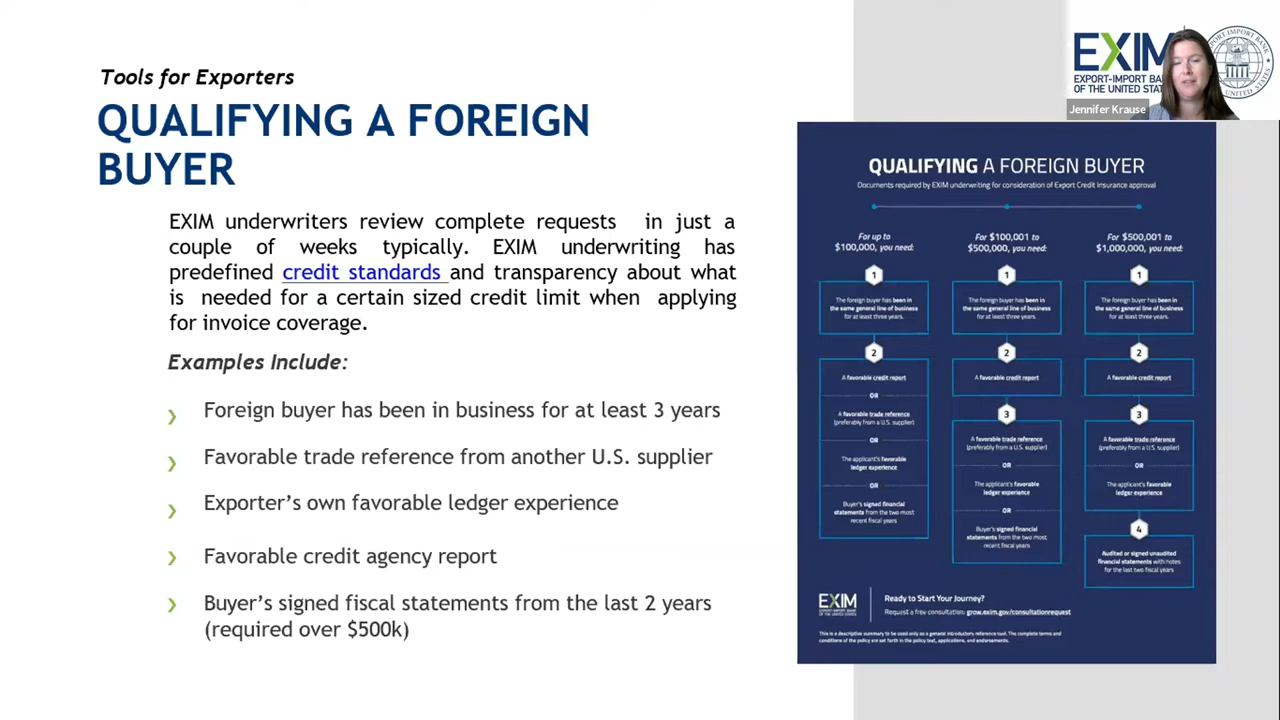 Tools for Exporters
QUALIFYING A FOREIGN
BUYER
EXIM underwriters review complete requests in just a
couple of weeks typically. EXIM underwriting has
predefined credit standards and transparency about what
is needed for a certain sized credit limit when applying
for invoice coverage.
Examples Include:
Foreign buyer has been in business for at least 3 years
Favorable trade reference from another U.S. supplier
Exporter's own favorable ledger experience
Favorable credit agency report
Buyer's signed fiscal statements from the last 2 years
(required over $500k)
EXIM
EXPORT-IMPORT BAN
OF THE UNITED STA
Jennifer Krause
QUALIFYING A FOREIGN BUYER
Documents required by EXIM underwriting for consideration of Export Credit Insurance approval
For up to
$100,000, you need:
1
The foreign buyer has been in
the same general line of business
for at least three years.
2
A favorable credit report
OR
A favorable trade reference
(preferably from a U.S. supplier)
OR
The applicant's favorable
ledger experience
OR
Buyer's signed financial
statements from the two most
recent fiscal years
For $100,001 to
$500,000, you need:
1
The foreign buyer has been in
the same general line of business
for at least three years.
2
A favorable credit report
3
A favorable trade reference
(preferably from a U.S. supplier)
OR
The applicant's favorable
ledger experience
OR
Buyer's signed financial
statements from the two most
recent fiscal years
For $500,001 to
$1,000,000, you need:
1
The foreign buyer has been in
the same general line of business
for at least three years.
2
A favorable credit report
3
A favorable trade reference
(preferably from a U.S. supplier)
OR
The applicant's favorable
ledger experience
4
Audited or signed unaudited
financial statements with notes
for the last two fiscal years
EXIM
EXPORT-IMPORT BANK
OF THE UNITED STATES
Ready to Start Your Journey?
Request a free consultation: grow.exim.gov/consultationrequest
This is a descriptive summary to be used only as a general introductory reference tool. The complete terms and
conditions of the policy are set forth in the policy text, applications, and endorsements.